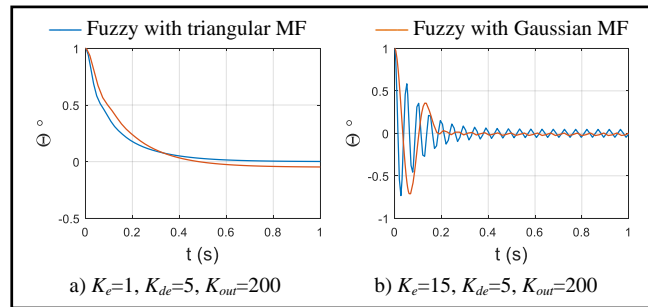 Fuzzy with triangular MF
Fuzzy with Gaussian MF
1
0.5
0
-0.5
Θ °
0
0.2
0.4
0.6
0.8
1
t (s)
a) Ke=1, Kde=5, Kout=200
1
0.5
0
-0.5
-1
Θ °
0
0.2
0.4
0.6
0.8
1
t (s)
b) Ke=15, Kde=5, Kout=200